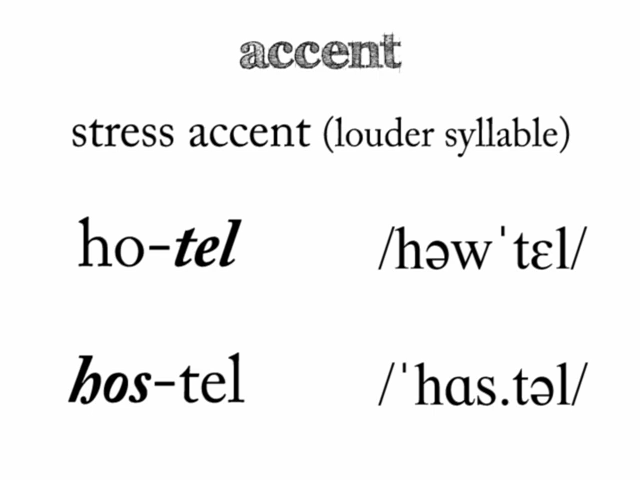 accent
stress accent (louder syllable)
ho-tel /həwˈtɛl/
hos-tel /ˈhɑs.təl/